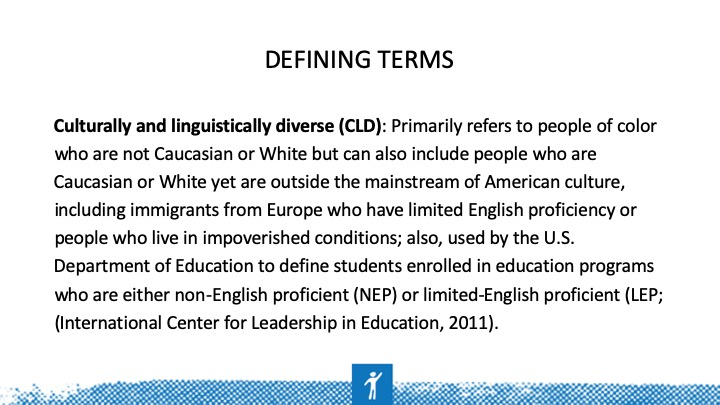 DEFINING TERMS
Culturally and linguistically diverse (CLD): Primarily refers to people of color
who are not Caucasian or White but can also include people who are
Caucasian or White yet are outside the mainstream of American culture,
including immigrants from Europe who have limited English proficiency or
people who live in impoverished conditions; also, used by the U.S.
Department of Education to define students enrolled in education programs
who are either non-English proficient (NEP) or limited-English proficient (LEP;
(International Center for Leadership in Education, 2011).